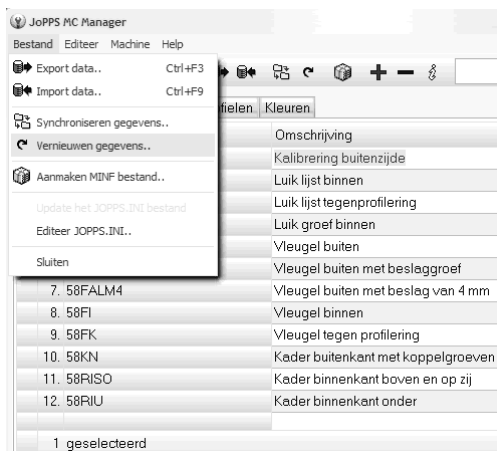 JoPPS MC Manager
Bestand Editeer Machine Help
Export data.. Ctrl+F3
Import data.. Ctrl+F9
Synchroniseren gegevens..
Vernieuwen gegevens..
Aanmaken MINF bestand..
Update het JOPPS.INI bestand
Editeer JOPPS.INI..
Sluiten
fielen Kleuren
Omschrijving
Kalibrering buitenzijde
Luik lijst binnen
Luik lijst tegenprofilering
Luik groef binnen
Vleugel buiten
Vleugel buiten met beslaggroef
7. 58FALM4 Vleugel buiten met beslag van 4 mm
8. 58FI Vleugel binnen
9. 58FK Vleugel tegen profilering
10. 58KN Kader buitenkant met koppelgroeven
11. 58RISO Kader binnenkant boven en op zij
12. 58RIU Kader binnenkant onder
1 geselecteerd